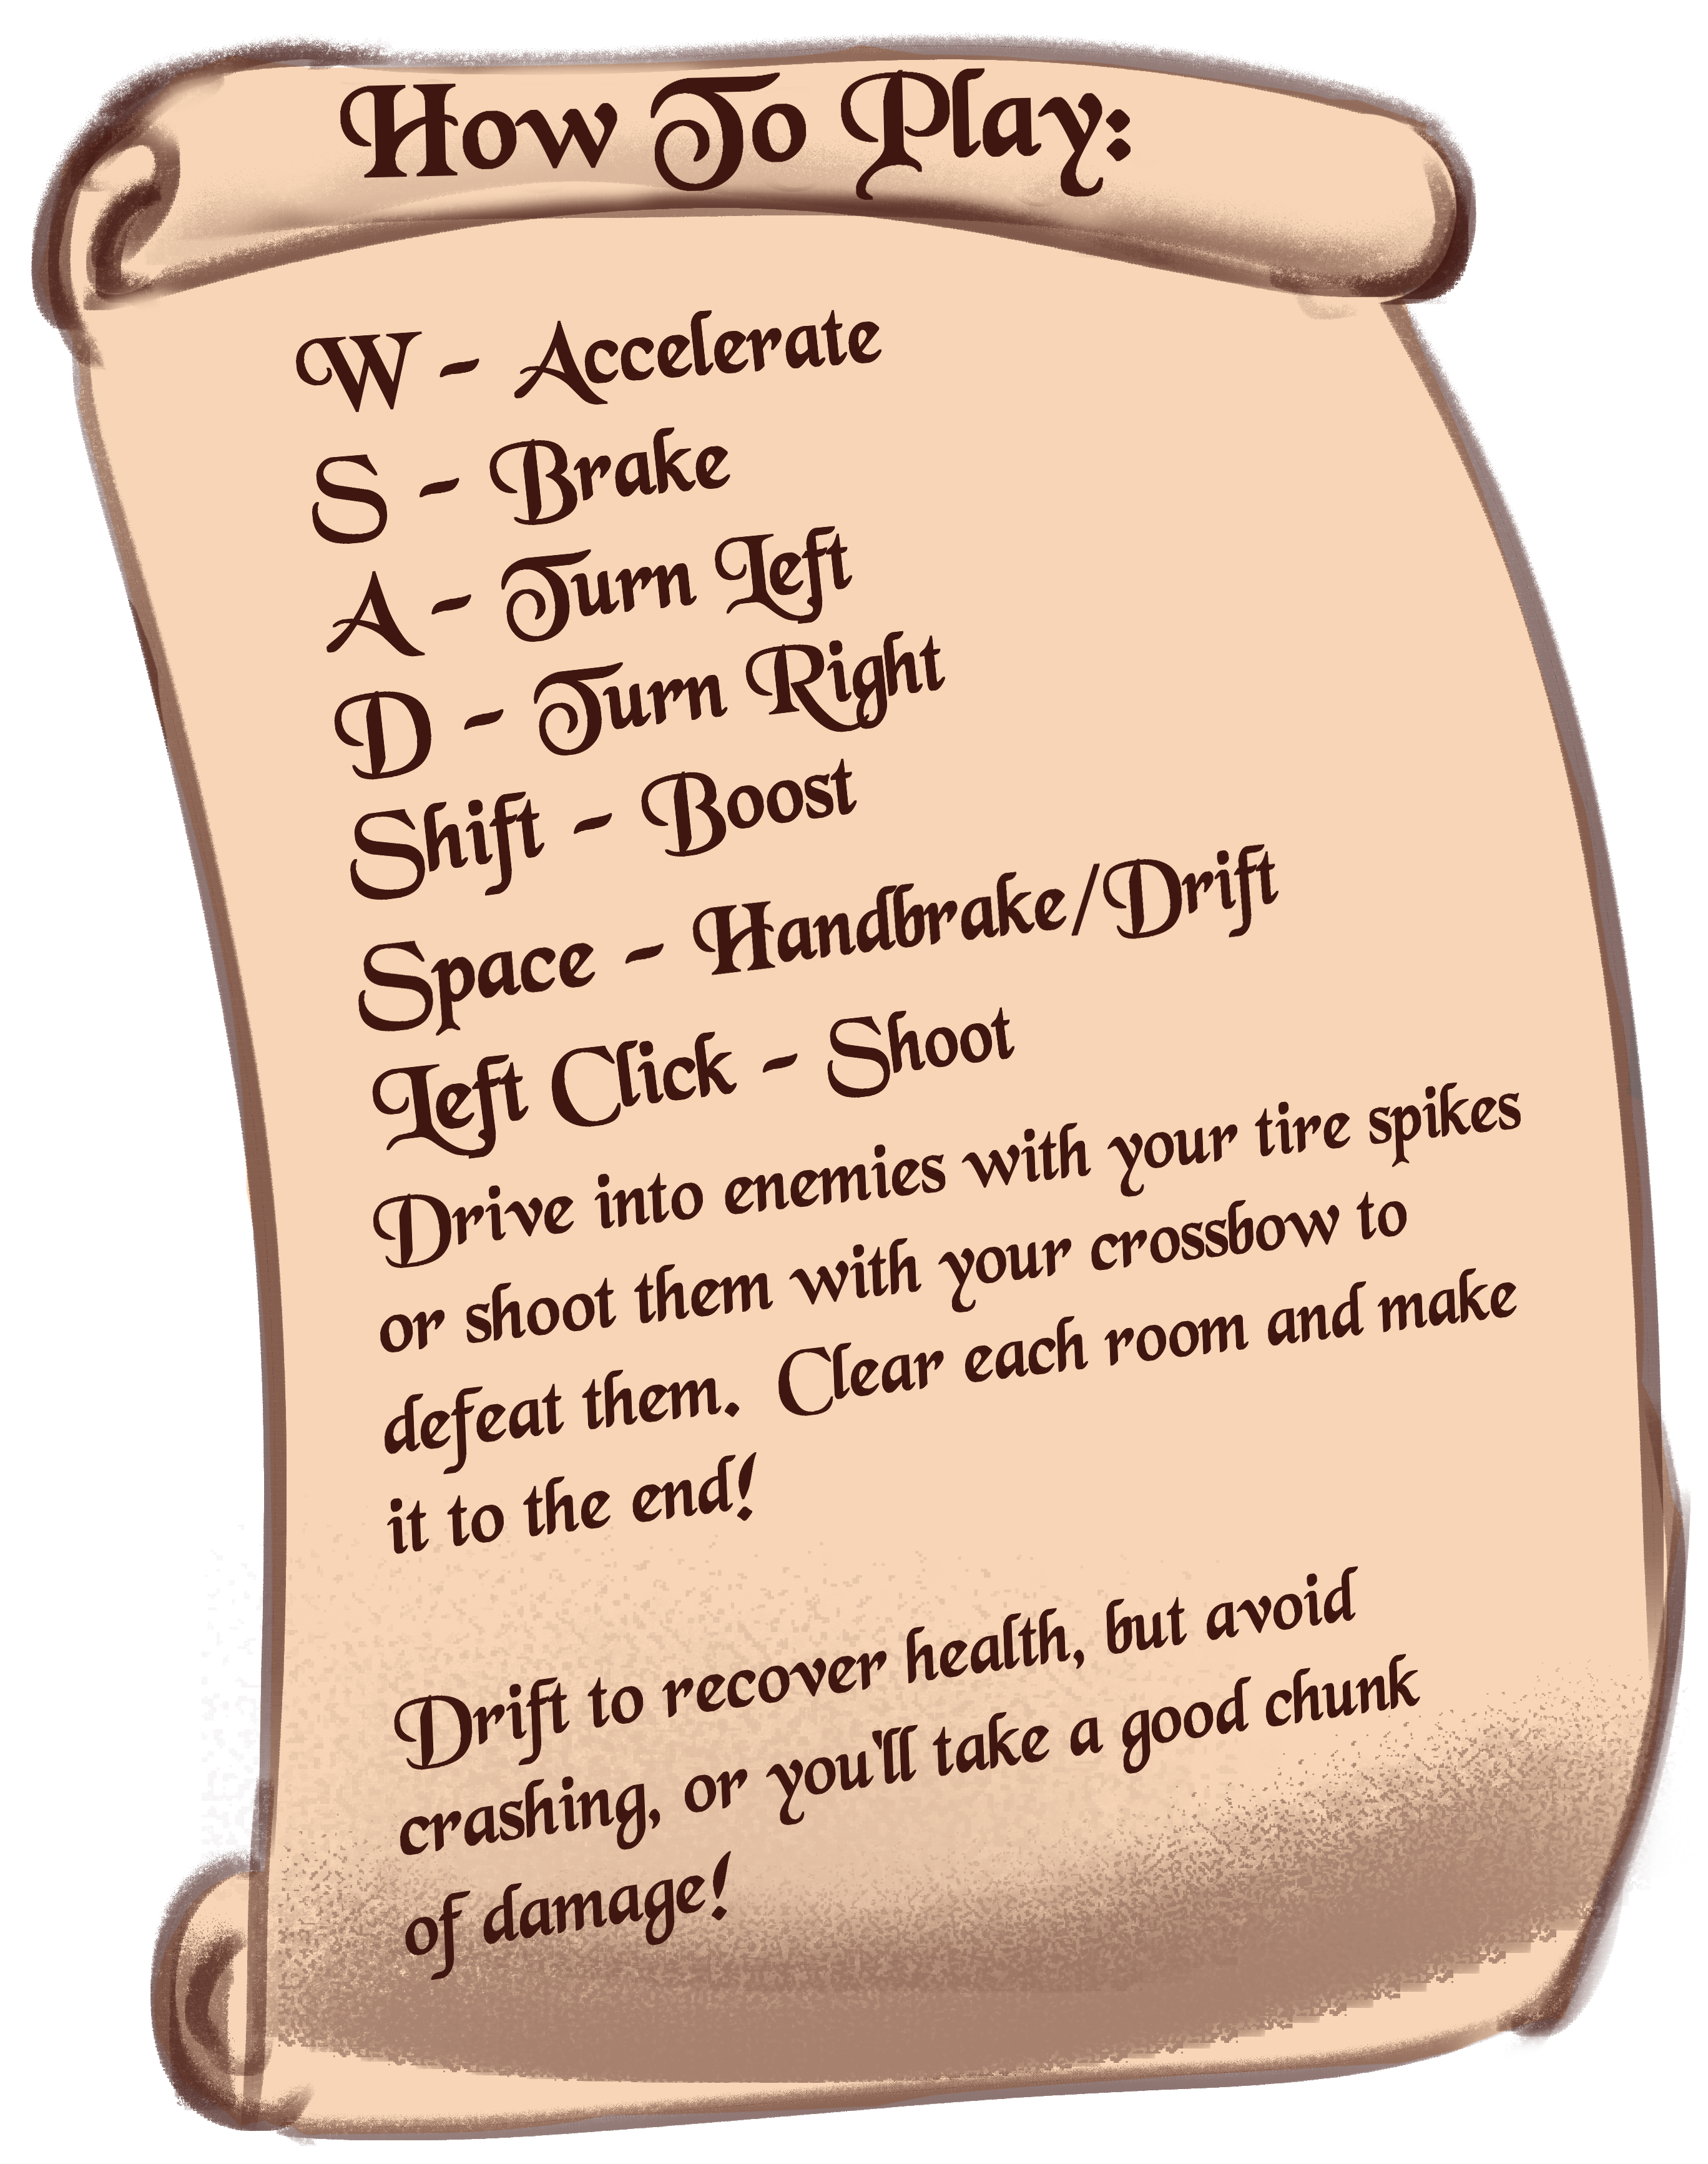 How To Play:
W - Accelerate
S - Brake
A - Turn Left
D - Turn Right
Shift - Boost
Space - Handbrake/Drift
Left Click - Shoot
Drive into enemies with your tire spikes
or shoot them with your crossbow to
defeat them. Clear each room and make
it to the end!
Drift to recover health, but avoid
crashing, or you'll take a good chunk
of damage!